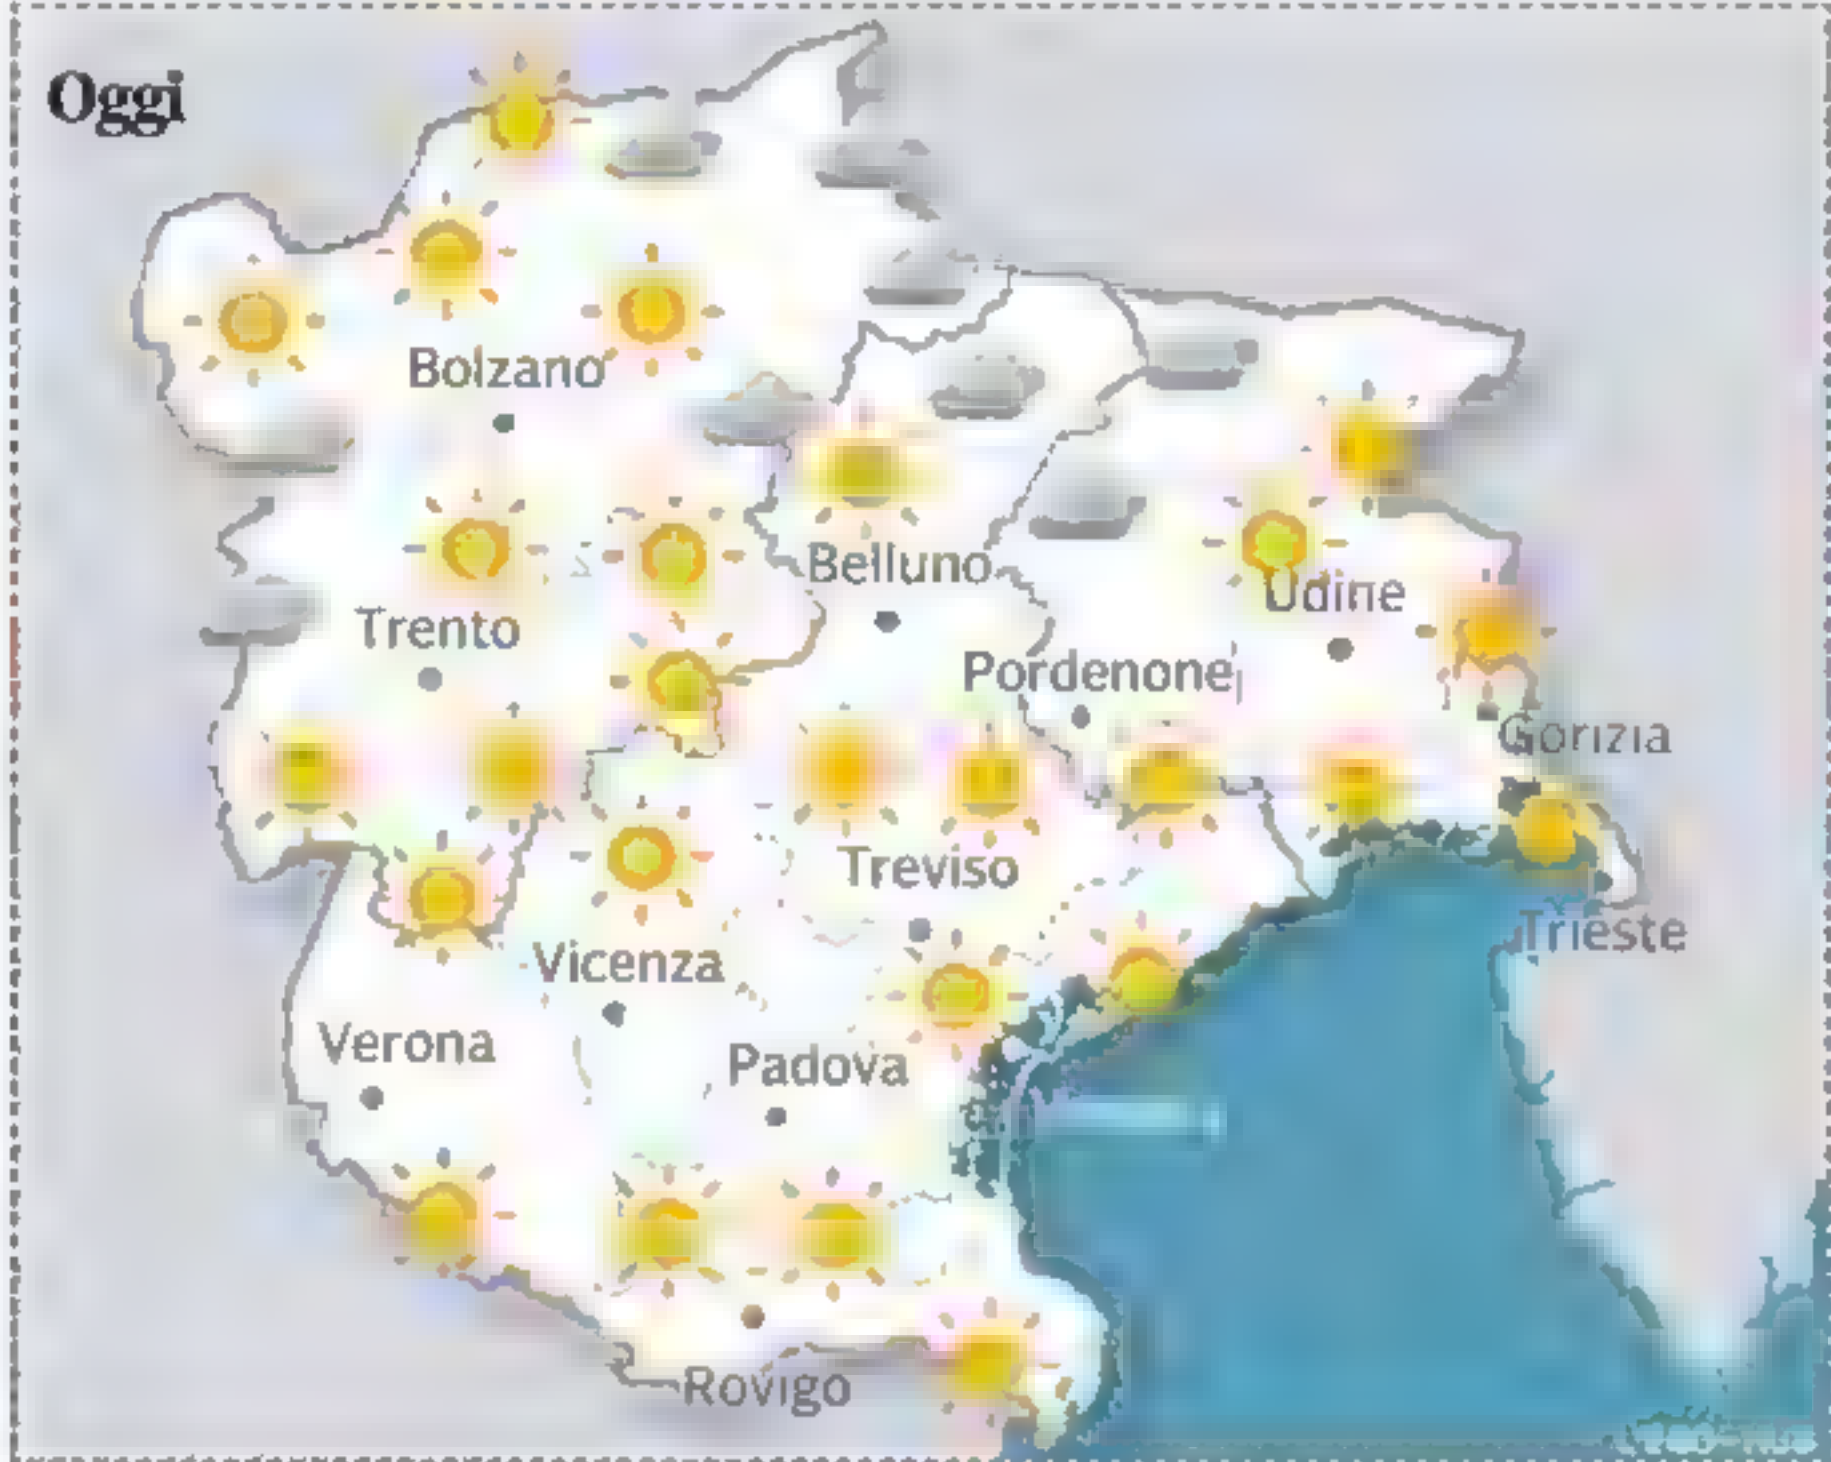 Oggi
Bolzano
Belluno
Udine
Trento
Pordenone
Gorizia
Treviso
Trieste
Vicenza
Verona
Padova
Rovigo